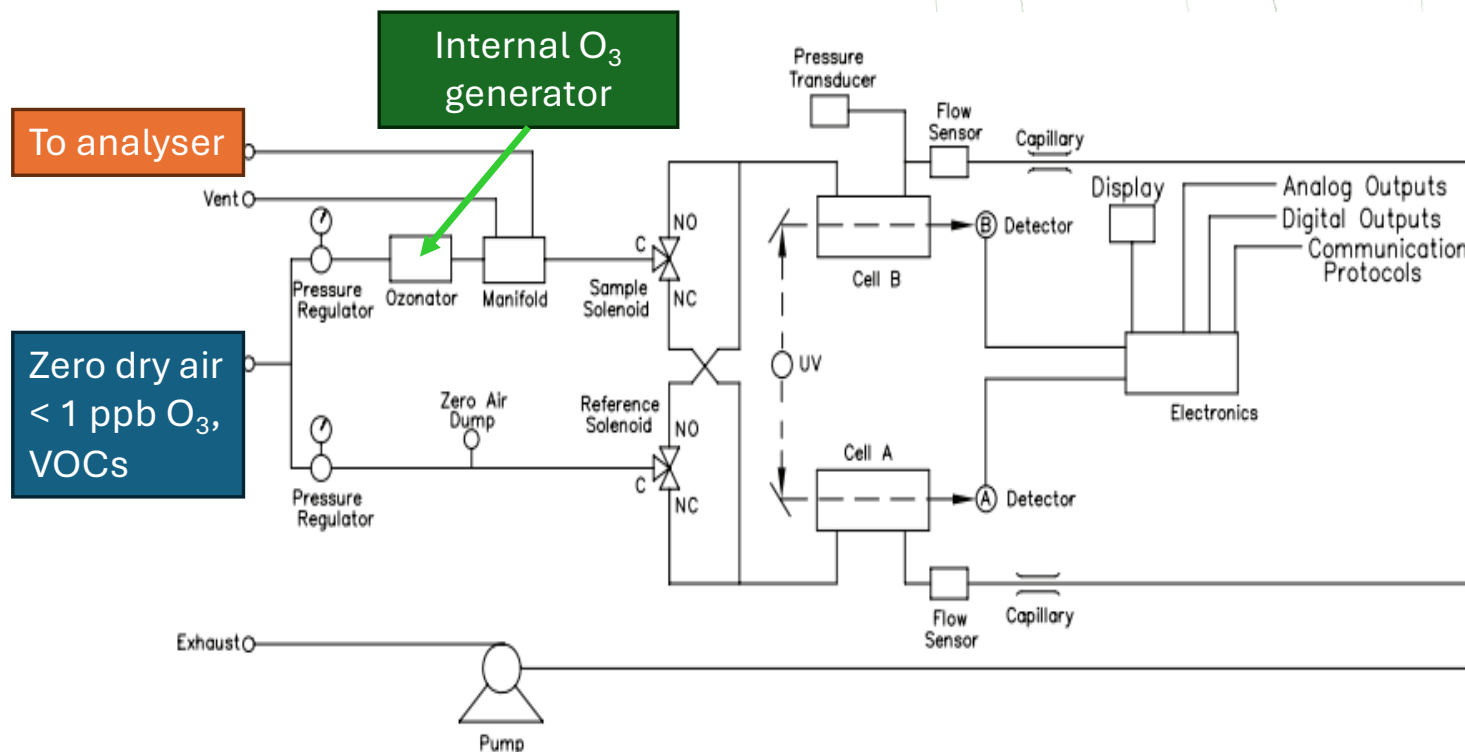 Internal O₃
generator
To analyser
Vent
Pressure
Regulator
Ozonator
Manifold
Sample
Solenoid
C
NO
NC
Zero dry air
< 1 ppb O₃,
VOCs
Pressure
Regulator
Zero Air
Dump
Reference
Solenoid
NO
C
NC
Pressure
Transducer
Flow
Sensor
Capillary
Display
Analog Outputs
Digital Outputs
Communication
Protocols
B
Detector
Cell B
UV
Electronics
Cell A
A
Detector
Flow
Sensor
Capillary
Exhaust
Pump